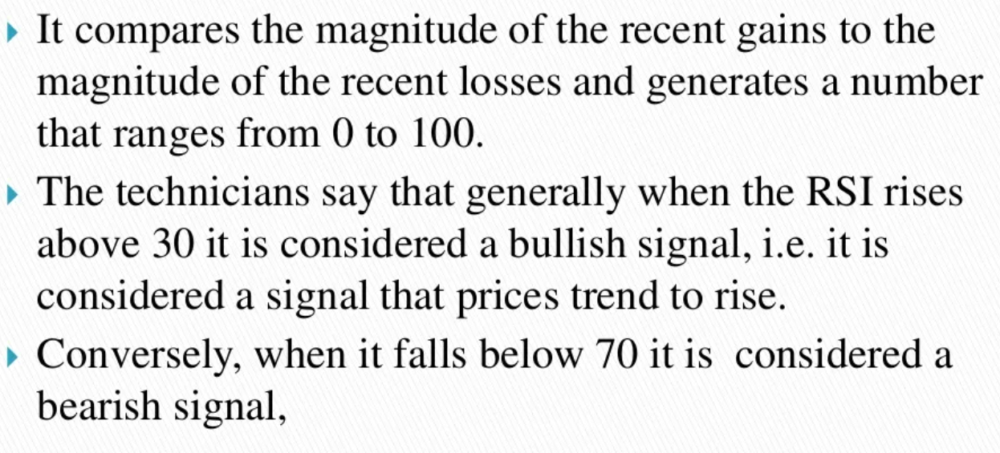 It compares the magnitude of the recent gains to the
magnitude of the recent losses and generates a number
that ranges from 0 to 100.
The technicians say that generally when the RSI rises
above 30 it is considered a bullish signal, i.e. it is
considered a signal that prices trend to rise.
Conversely, when it falls below 70 it is  considered a
bearish signal,